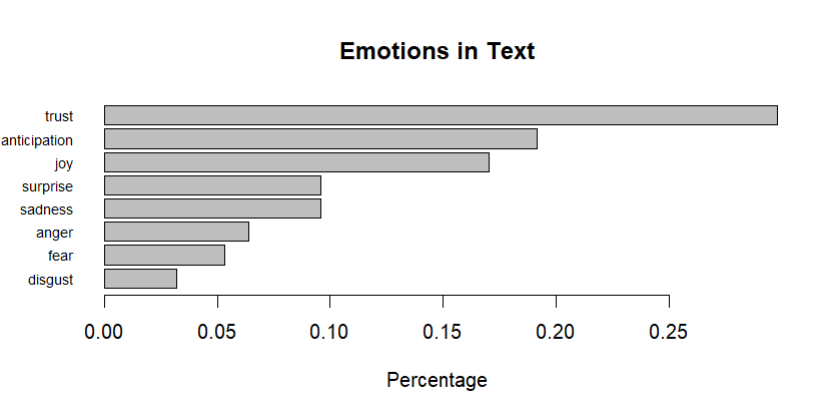 Emotions in Text
trust
anticipation
joy
surprise
sadness
anger
fear
disgust
0.00 0.05 0.10 0.15 0.20 0.25
Percentage